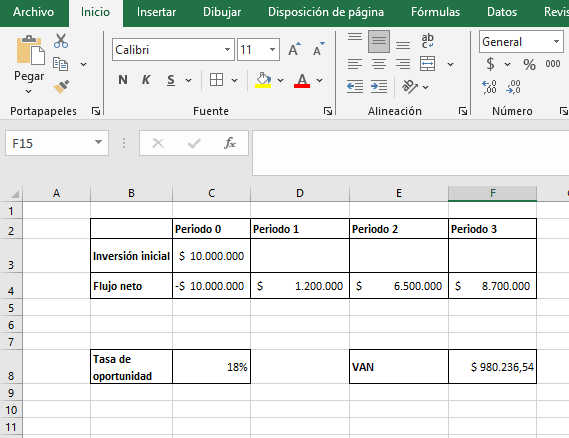 Archivo Inicio Insertar Dibujar Disposición de página Fórmulas Datos Revis
Pegar
Calibri 11 A A
N K S A
ab
General
$ % 000
Portapapeles Fuente Alineación Número
F15 fx
A B C D E F
1
2 Periodo 0 Periodo 1 Periodo 2 Periodo 3
3 Inversión inicial $ 10.000.000
4 Flujo neto -$ 10.000.000 $ 1.200.000 $ 6.500.000 $ 8.700.000
5
6
7
Tasa de
8 oportunidad 18% VAN $ 980.236,54
9
10
11